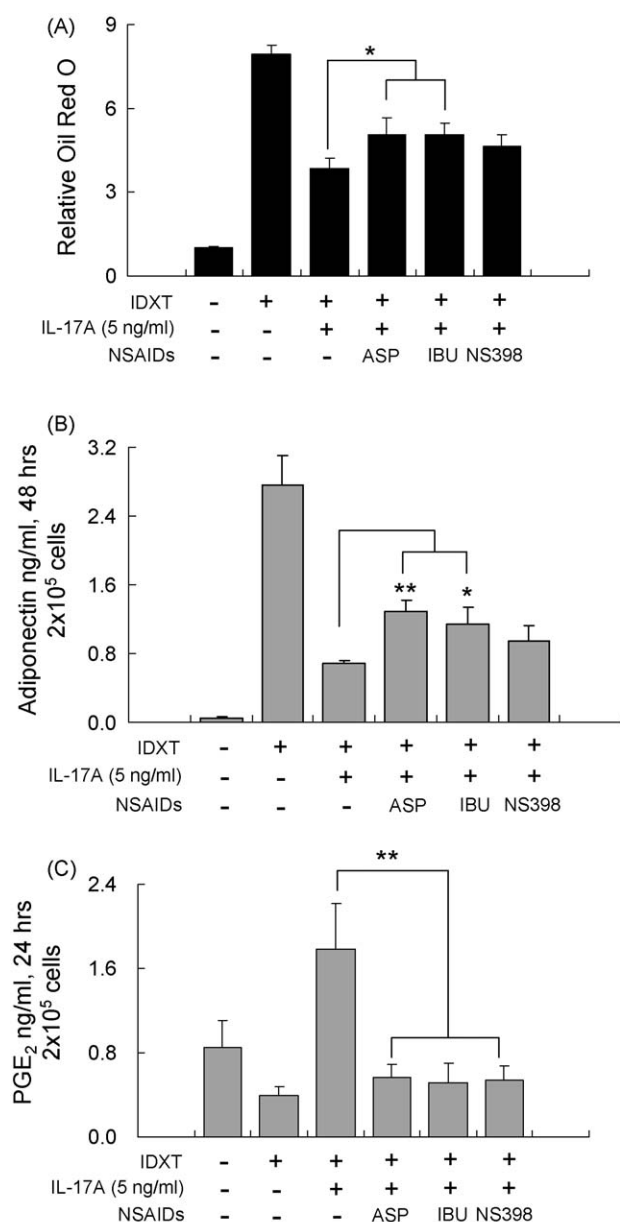 (A)
Relative Oil Red O
9
6
3
0
*
IDXT - + + + + +
IL-17A (5 ng/ml) - - + + + +
NSAIDs - - - ASP IBU NS398
(B)
Adiponectin ng/ml, 48 hrs
2x10⁵ cells
3.2
2.4
1.6
0.8
0.0
** *
IDXT - + + + + +
IL-17A (5 ng/ml) - - + + + +
NSAIDs - - - ASP IBU NS398
(C)
PGE₂ ng/ml, 24 hrs
2x10⁵ cells
2.4
1.6
0.8
0.0
**
IDXT - + + + + +
IL-17A (5 ng/ml) - - + + + +
NSAIDs - - - ASP IBU NS398